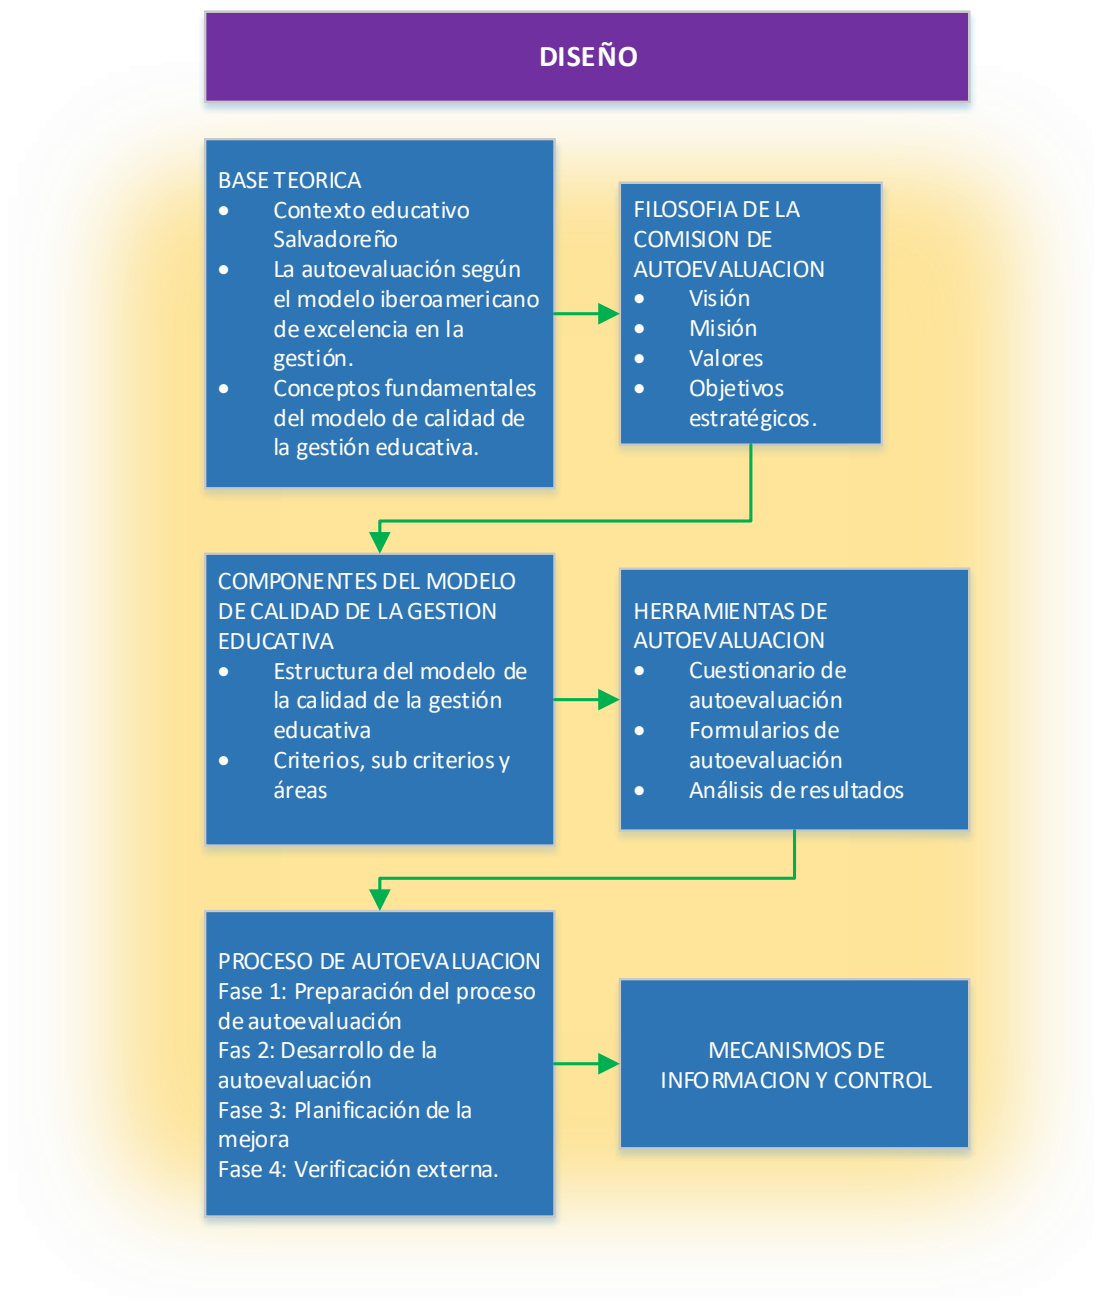 DISEÑO
BASE TEORICA
• Contexto educativo
Salvadoreño
• La autoevaluación según
el modelo iberoamericano
de excelencia en la
gestión.
• Conceptos fundamentales
del modelo de calidad de
la gestión educativa.
FILOSOFIA DE LA
COMISION DE
AUTOEVALUACION
• Visión
• Misión
• Valores
• Objetivos
estratégicos.
COMPONENTES DEL MODELO
DE CALIDAD DE LA GESTION
EDUCATIVA
• Estructura del modelo de
la calidad de la gestión
educativa
• Criterios, sub criterios y
áreas
HERRAMIENTAS DE
AUTOEVALUACION
• Cuestionario de
autoevaluación
• Formularios de
autoevaluación
• Análisis de resultados
PROCESO DE AUTOEVALUACION
Fase 1: Preparación del proceso
de autoevaluación
Fas 2: Desarrollo de la
autoevaluación
Fase 3: Planificación de la
mejora
Fase 4: Verificación externa.
MECANISMOS DE
INFORMACION Y CONTROL